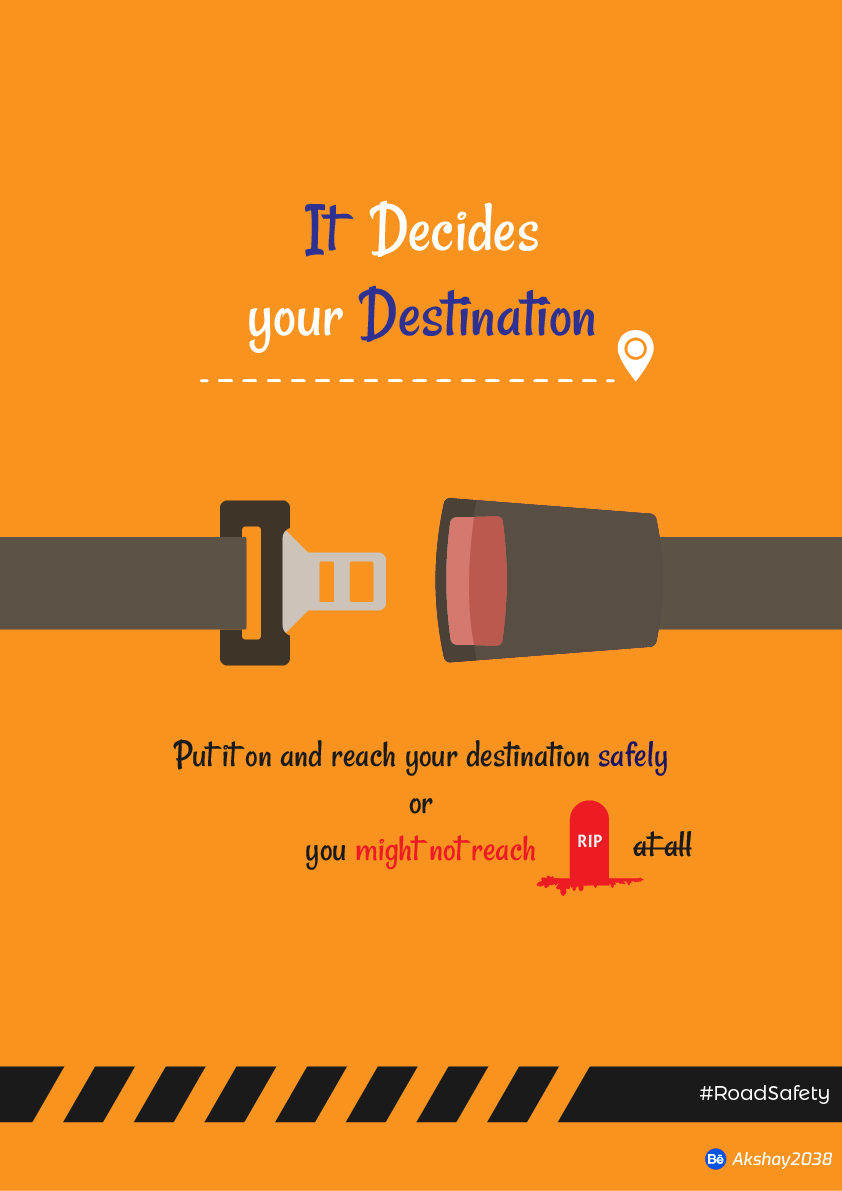 It Decides
your Destination
Put it on and reach your destination safely
or
you might not reach RIP at all
#RoadSafety
Bē Akshay2038